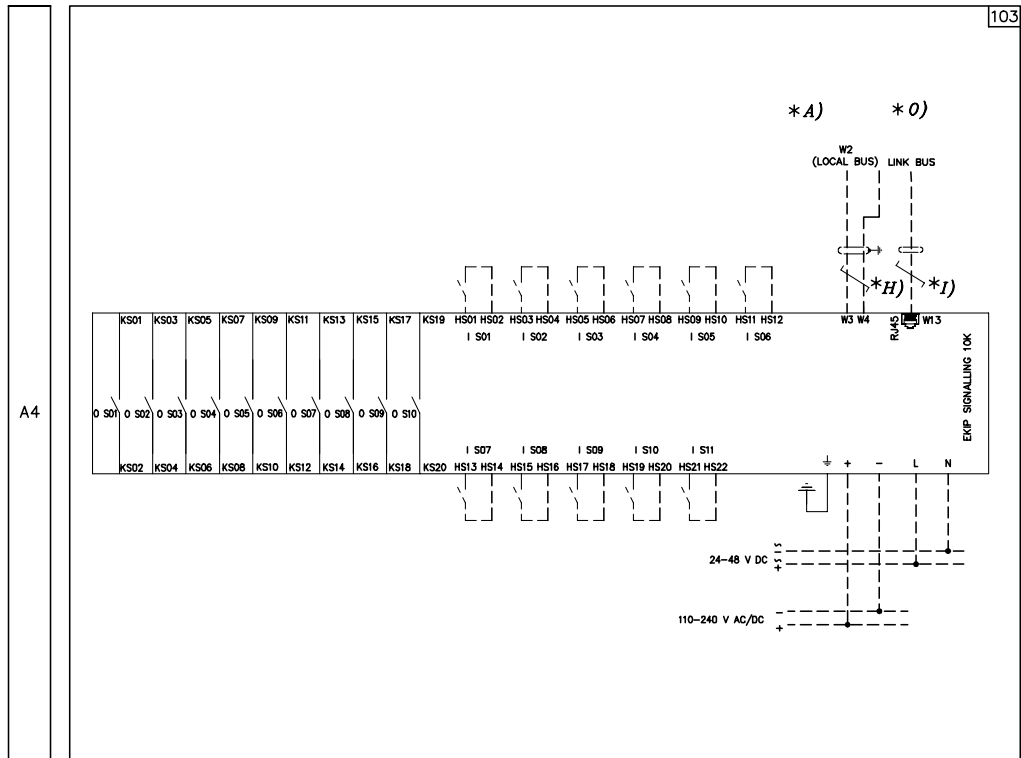 103
*A) *O)
W2
(LOCAL BUS) LINK BUS
*H) *I)
KS01 KS03 KS05 KS07 KS09 KS11 KS13 KS15 KS17 KS19 HS01 HS02 HS03 HS04 HS05 HS06 HS07 HS08 HS09 HS10 HS11 HS12 W3 W4 RJ45 W13
I S01 I S02 I S03 I S04 I S05 I S06
EKIP SIGNALLING 10K
A4
O S01 O S02 O S03 O S04 O S05 O S06 O S07 O S08 O S09 O S10
I S07 I S08 I S09 I S10 I S11
KS02 KS04 KS06 KS08 KS10 KS12 KS14 KS16 KS18 KS20 HS13 HS14 HS15 HS16 HS17 HS18 HS19 HS20 HS21 HS22 + - L N
24-48 V DC
110-240 V AC/DC